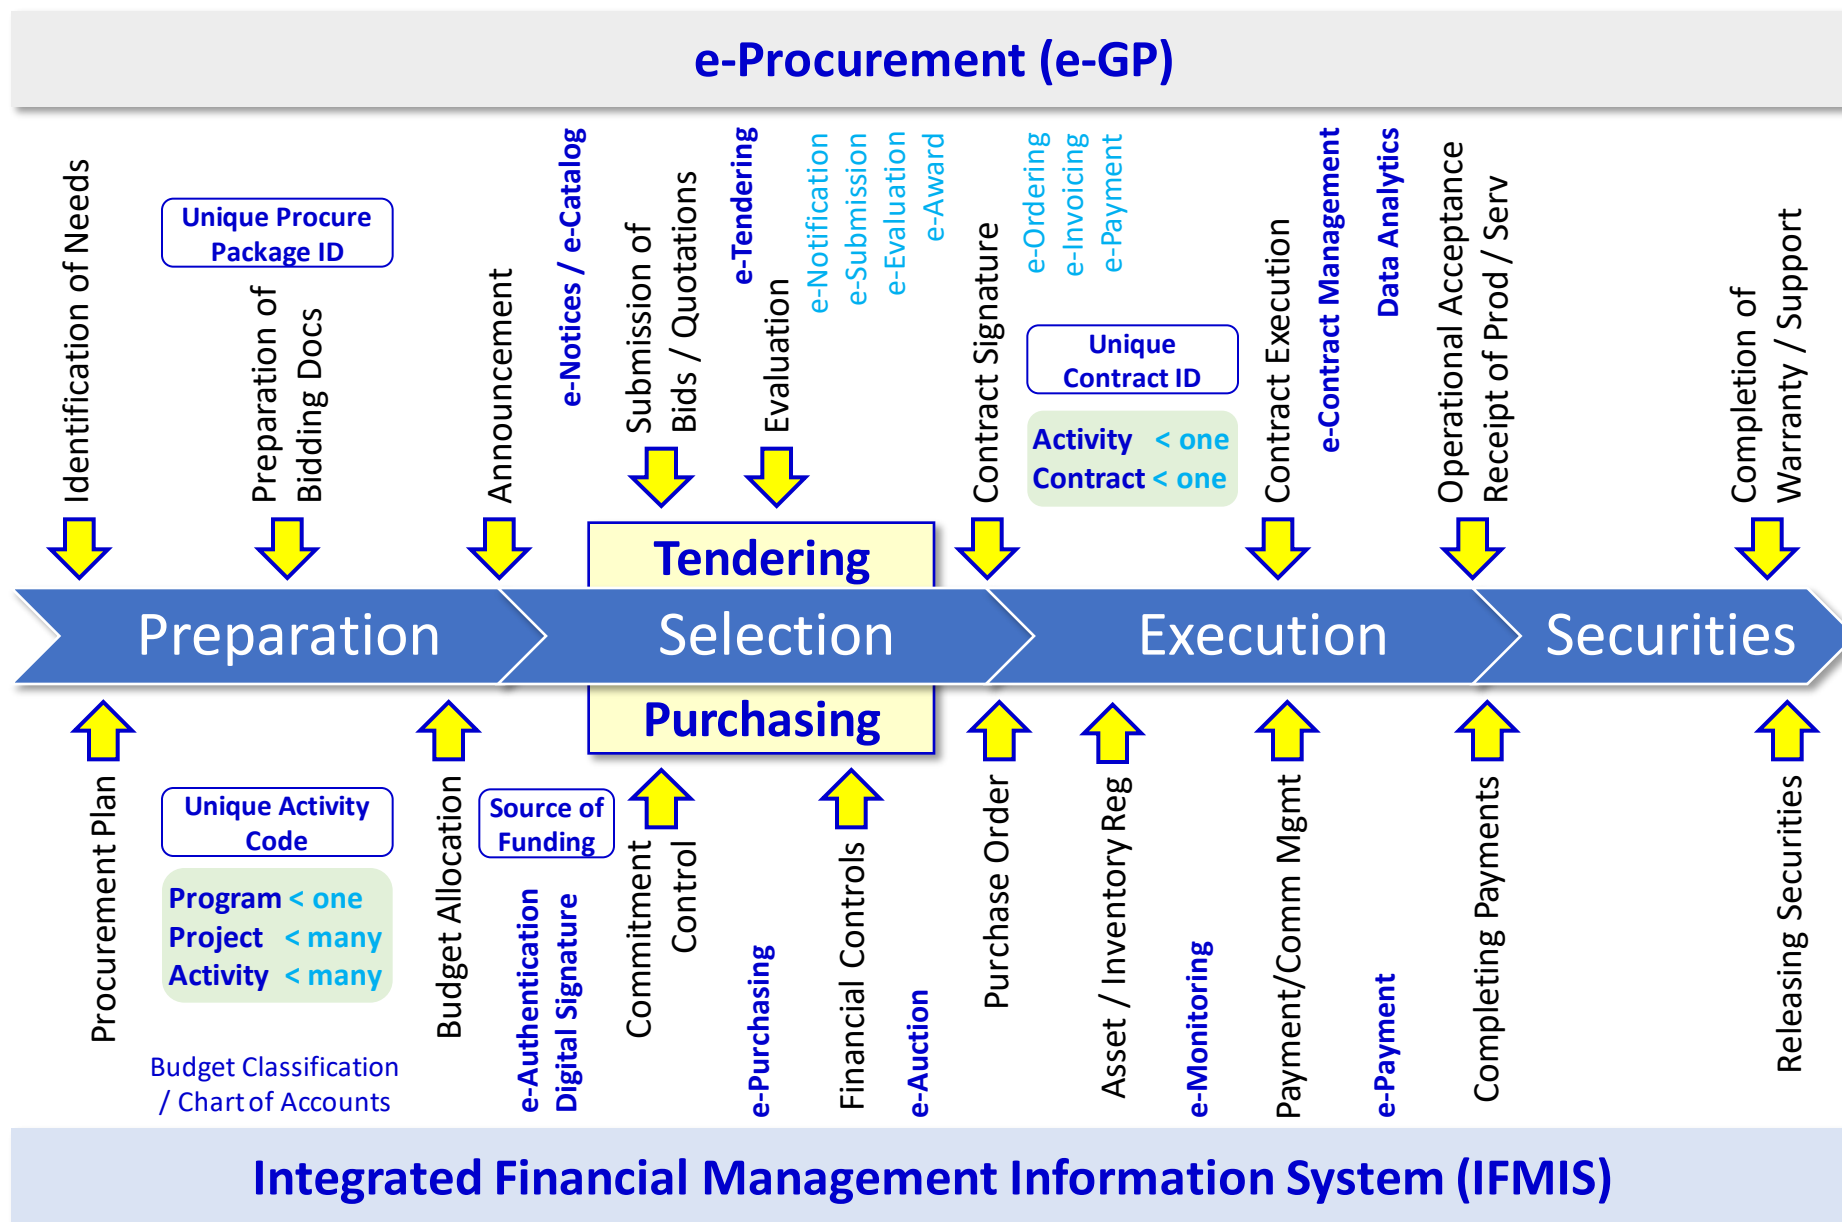 e-Procurement (e-GP)
Identification of Needs
Unique Procure
Package ID
Preparation of
Bidding Docs
Announcement
e-Notices / e-Catalog
Submission of
Bids / Quotations
e-Tendering
Evaluation
e-Notification
e-Submission
e-Evaluation
e-Award
Contract Signature
e-Ordering
e-Invoicing
e-Payment
Unique
Contract ID
Activity < one
Contract < one
Contract Execution
e-Contract Management
Data Analytics
Operational Acceptance
Receipt of Prod / Serv
Completion of
Warranty / Support
Tendering
Preparation
Selection
Execution
Securities
Purchasing
Procurement Plan
Unique Activity
Code
Program < one
Project < many
Activity < many
Budget Classification
/ Chart of Accounts
Budget Allocation
Source of
Funding
e-Authentication
Digital Signature
Commitment
Control
e-Purchasing
Financial Controls
e-Auction
Purchase Order
Asset / Inventory Reg
e-Monitoring
Payment/Comm Mgmt
e-Payment
Completing Payments
Releasing Securities
Integrated Financial Management Information System (IFMIS)